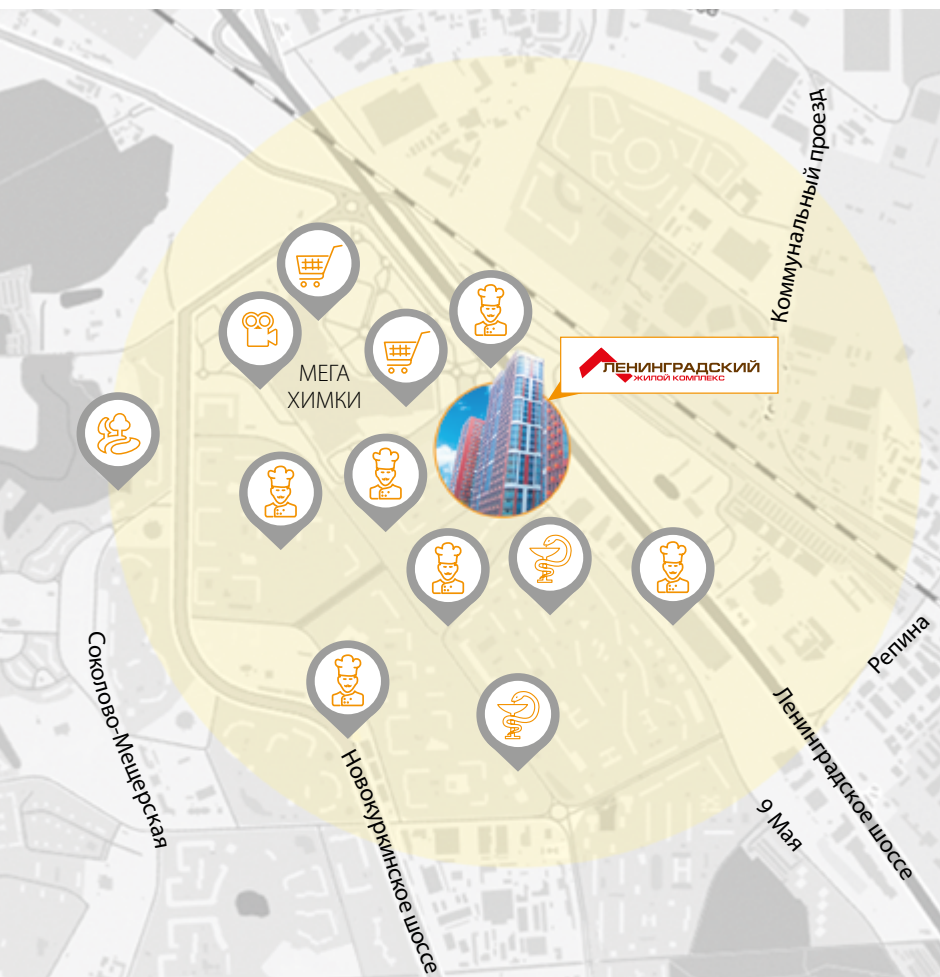 Коммунальный проезд
ЛЕНИНГРАДСКИЙ
ЖИЛОЙ КОМПЛЕКС
МЕГА
ХИМКИ
Репина
Соколово-Мещерская
Ленинградское шоссе
Новокуркинское шоссе
9 Мая